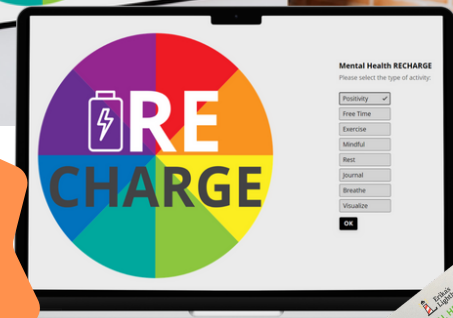 RE
CHARGE
Mental Health RECHARGE
Please select the type of activity:
Positivity
Free Time
Exercise
Mindful
Rest
Journal
Breathe
Visualize
OK
Erika's